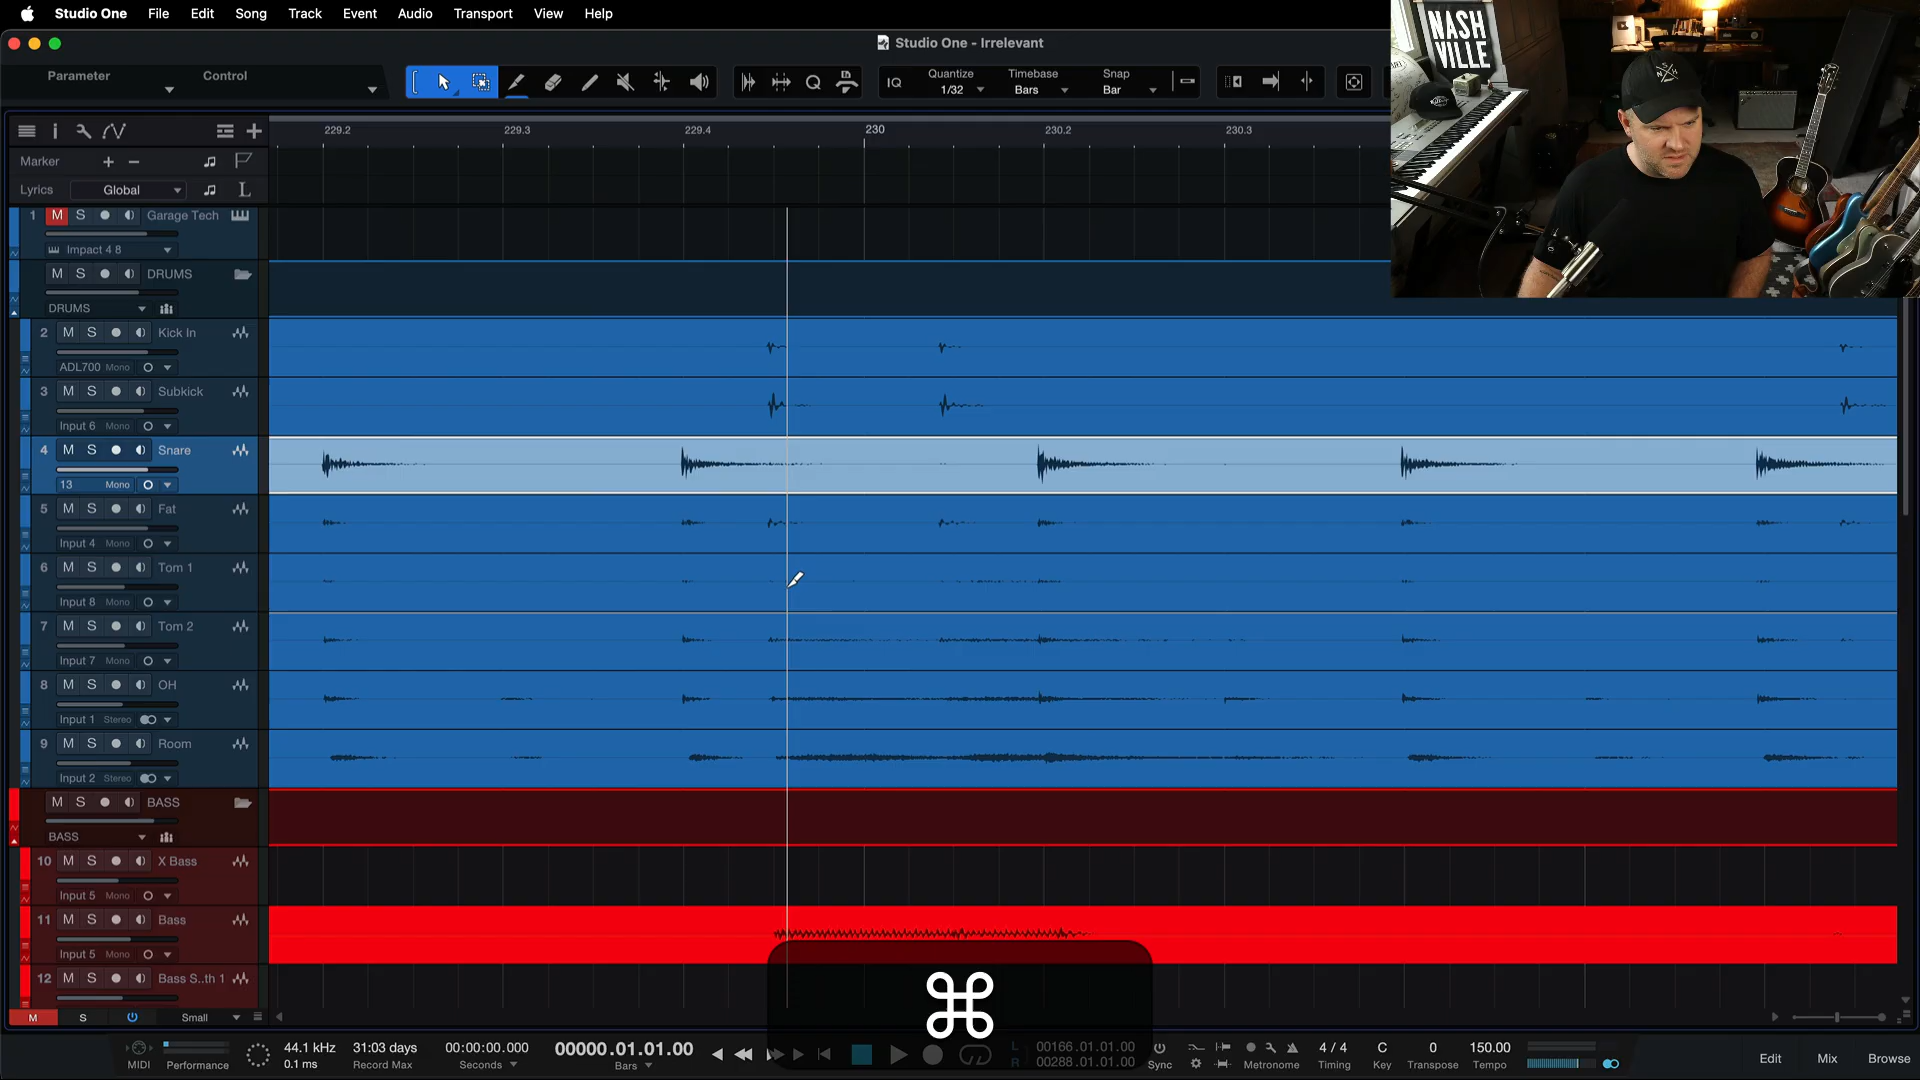 Studio One File Edit Song Track Event Audio Transport View Help
Studio One - Irrelevant
NASH
VILLE
Parameter Control
IQ Quantize Timebase Snap
1/32 Bars Bar
229.2 229.3 229.4 230 230.2 230.3
Marker
Lyrics Global
1 M S Garage Tech
Impact 4 8
M S DRUMS
DRUMS
2 M S Kick In
ADL700 Mono
3 M S Subkick
Input 6 Mono
4 M S Snare
13 Mono
5 M S Fat
Input 4 Mono
6 M S Tom 1
Input 8 Mono
7 M S Tom 2
Input 7 Mono
8 M S OH
Input 1 Stereo
9 M S Room
Input 2 Stereo
M S BASS
BASS
10 M S X Bass
Input 5 Mono
11 M S Bass
Input 5 Mono
12 M S Bass S..th 1
M S Small
MIDI Performance
44.1 kHz
0.1 ms
31:03 days
Record Max
00:00:00.000
Seconds
00000.01.01.00
Bars
L 00166.01.01.00
R 00288.01.01.00
Sync
Metronome
4 / 4
Timing
C
Key
0
Transpose
150.00
Tempo
Edit Mix Browse